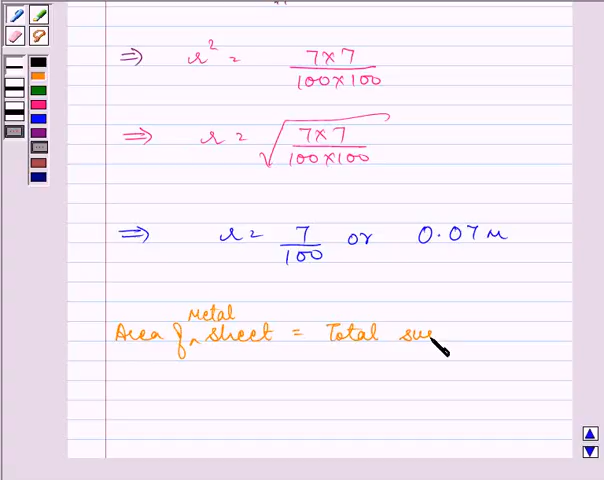 ⇒ r² = 7×7/100×100
⇒ r = √7×7/100×100
⇒ r = 7/100 or 0.07 m
Area of Metal sheet = Total sur